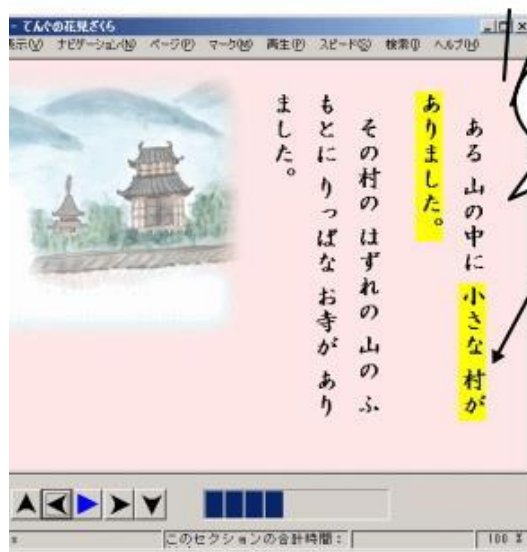 - てんぐの花見ざくら
表示(V) ナビゲーション(N) ページ(P) マーク(M) 再生(P) スピード(S) 検索(I) ヘルプ(H)
ある 山の中に 小さな 村が
ありました。
その村の はずれの 山の ふ
もとに りっぱな お寺が あり
ました。
このセクションの合計時間:
100 %